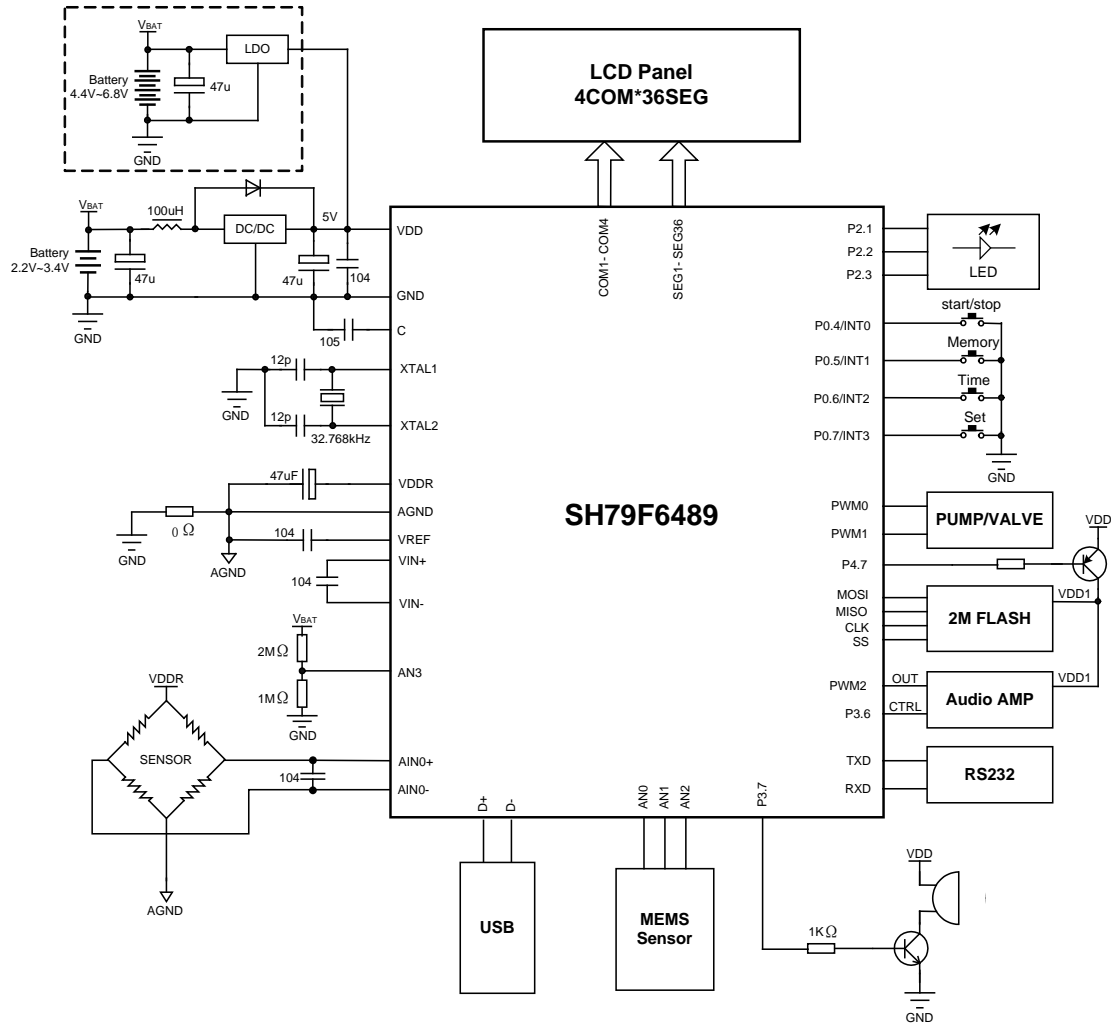 VBAT
LDO
Battery
4.4V~6.8V
47u
GND
LCD Panel
4COM*36SEG
VBAT
100uH
DC/DC
5V
VDD
Battery
2.2V~3.4V
47u
47u
104
GND
GND
105
C
COM1- COM4
SEG1- SEG36
P2.1
P2.2
P2.3
LED
start/stop
P0.4/INT0
Memory
P0.5/INT1
Time
P0.6/INT2
Set
P0.7/INT3
GND
12p
XTAL1
GND
12p
32.768kHz
XTAL2
47uF
VDDR
AGND
0 Ω
GND
104
VREF
AGND
VIN+
104
VIN-
SH79F6489
PWM0
PWM1
PUMP/VALVE
VDD
P4.7
MOSI
MISO
CLK
SS
2M FLASH
VDD1
VBAT
2MΩ
AN3
1MΩ
GND
PWM2
OUT
P3.6
CTRL
Audio AMP
VDD1
VDDR
SENSOR
104
AIN0+
AIN0-
AGND
TXD
RXD
RS232
D+
D-
USB
AN0
AN1
AN2
MEMS
Sensor
P3.7
1KΩ
VDD
GND